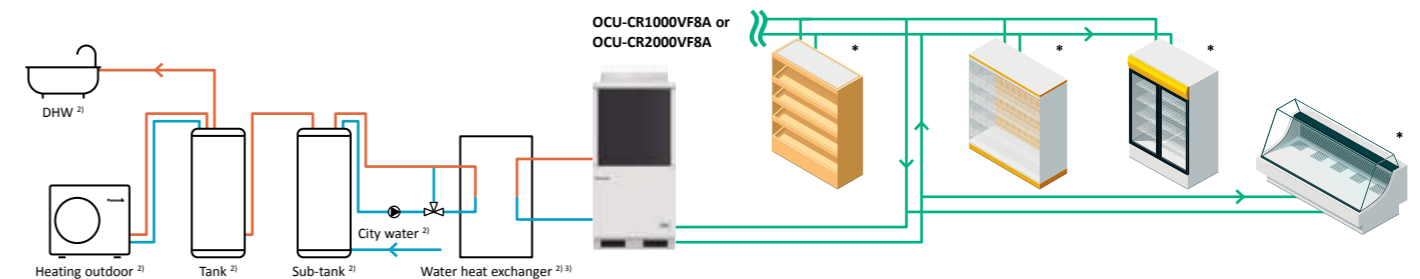 OCU-CR1000VF8A or
OCU-CR2000VF8A
*
*
*
*
DHW 2)
Panasonic
City water 2)
Heating outdoor 2)
Tank 2)
Sub-tank 2)
Water heat exchanger 2) 3)